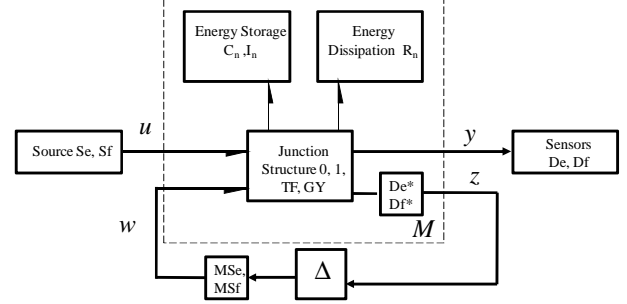 Energy Storage
Cn ,In
Energy
Dissipation Rn
u
Source Se, Sf
Junction
Structure 0, 1,
TF, GY
y
Sensors
De, Df
z
De*
Df*
M
w
MSe,
MSf
Δ